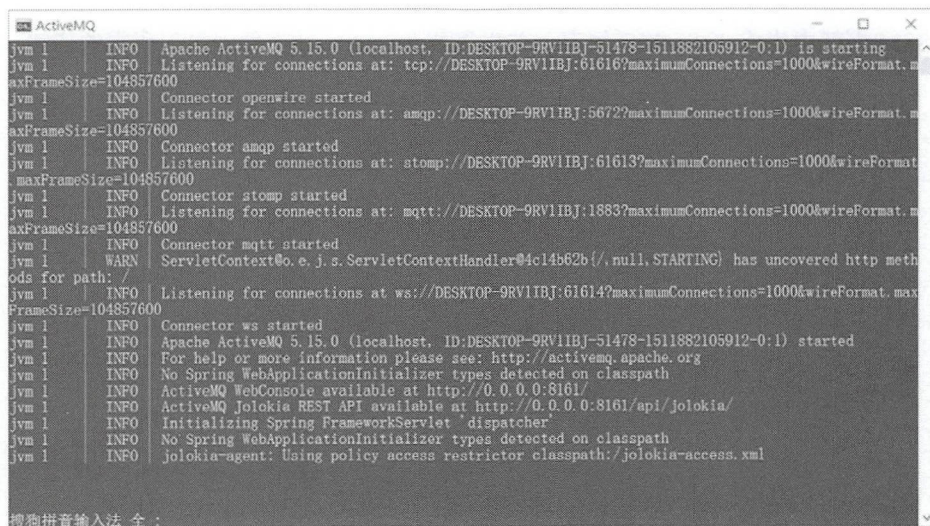 ActiveMQ
jvm 1 | INFO | Apache ActiveMQ 5.15.0 (localhost, ID:DESKTOP-9RV1IBJ-51478-1511882105912-0:1) is starting
jvm 1 | INFO | Listening for connections at: tcp://DESKTOP-9RV1IBJ:61616?maximumConnections=1000&wireFormat.m
axFrameSize=104857600
jvm 1 | INFO | Connector openwire started
jvm 1 | INFO | Listening for connections at: amqp://DESKTOP-9RV1IBJ:5672?maximumConnections=1000&wireFormat.m
axFrameSize=104857600
jvm 1 | INFO | Connector amqp started
jvm 1 | INFO | Listening for connections at: stomp://DESKTOP-9RV1IBJ:61613?maximumConnections=1000&wireFormat
.maxFrameSize=104857600
jvm 1 | INFO | Connector stomp started
jvm 1 | INFO | Listening for connections at: mqtt://DESKTOP-9RV1IBJ:1883?maximumConnections=1000&wireFormat.m
axFrameSize=104857600
jvm 1 | INFO | Connector mqtt started
jvm 1 | WARN | ServletContext@o.e.j.s.ServletContextHandler@4c14b62b{/,null,STARTING} has uncovered http meth
ods for path: /
jvm 1 | INFO | Listening for connections at ws://DESKTOP-9RV1IBJ:61614?maximumConnections=1000&wireFormat.max
FrameSize=104857600
jvm 1 | INFO | Connector ws started
jvm 1 | INFO | Apache ActiveMQ 5.15.0 (localhost, ID:DESKTOP-9RV1IBJ-51478-1511882105912-0:1) started
jvm 1 | INFO | For help or more information please see: http://activemq.apache.org
jvm 1 | INFO | No Spring WebApplicationInitializer types detected on classpath
jvm 1 | INFO | ActiveMQ WebConsole available at http://0.0.0.0:8161/
jvm 1 | INFO | ActiveMQ Jolokia REST API available at http://0.0.0.0:8161/api/jolokia/
jvm 1 | INFO | Initializing Spring FrameworkServlet 'dispatcher'
jvm 1 | INFO | No Spring WebApplicationInitializer types detected on classpath
jvm 1 | INFO | jolokia-agent: Using policy access restrictor classpath:/jolokia-access.xml
搜狗拼音输入法 全 :